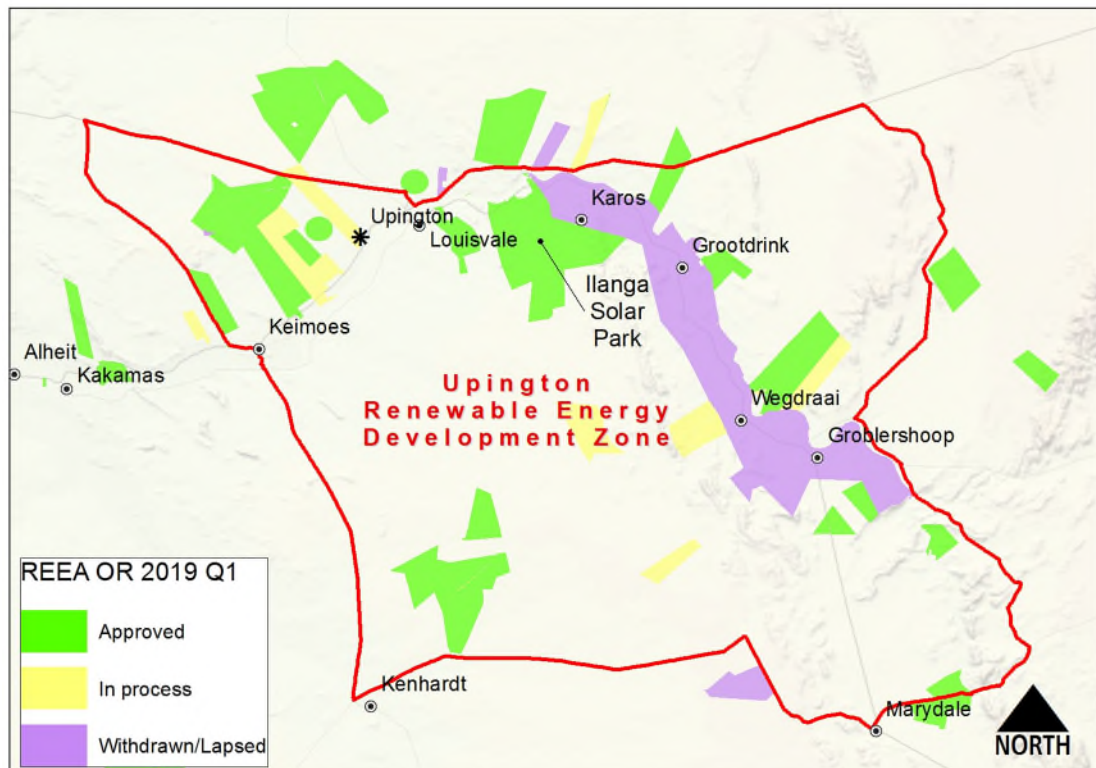 Upington
Louisvale
Karos
Grootdrink
Ilanga
Solar
Park
Keimoes
Alheit
Kakamas
Upington
Renewable Energy
Development Zone
Wegdraai
Groblershoop
REEA OR 2019 Q1
Approved
In process
Withdrawn/Lapsed
Kenhardt
Marydale
NORTH